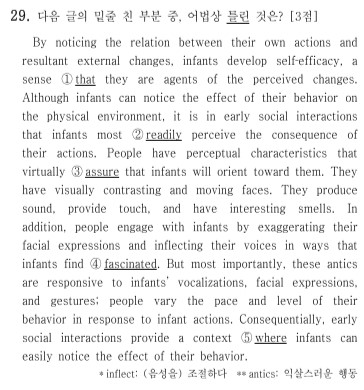 29. 다음 글의 밑줄 친 부분 중, 어법상 틀린 것은? [3점]
By noticing the relation between their own actions and
resultant external changes, infants develop self-efficacy, a
sense ① that they are agents of the perceived changes.
Although infants can notice the effect of their behavior on
the physical environment, it is in early social interactions
that infants most ② readily perceive the consequence of
their actions. People have perceptual characteristics that
virtually ③ assure that infants will orient toward them. They
have visually contrasting and moving faces. They produce
sound, provide touch, and have interesting smells. In
addition, people engage with infants by exaggerating their
facial expressions and inflecting their voices in ways that
infants find ④ fascinated. But most importantly, these antics
are responsive to infants' vocalizations, facial expressions,
and gestures; people vary the pace and level of their
behavior in response to infant actions. Consequentially, early
social interactions provide a context ⑤ where infants can
easily notice the effect of their behavior.
* inflect: (음성을) 조절하다 ** antics: 익살스러운 행동